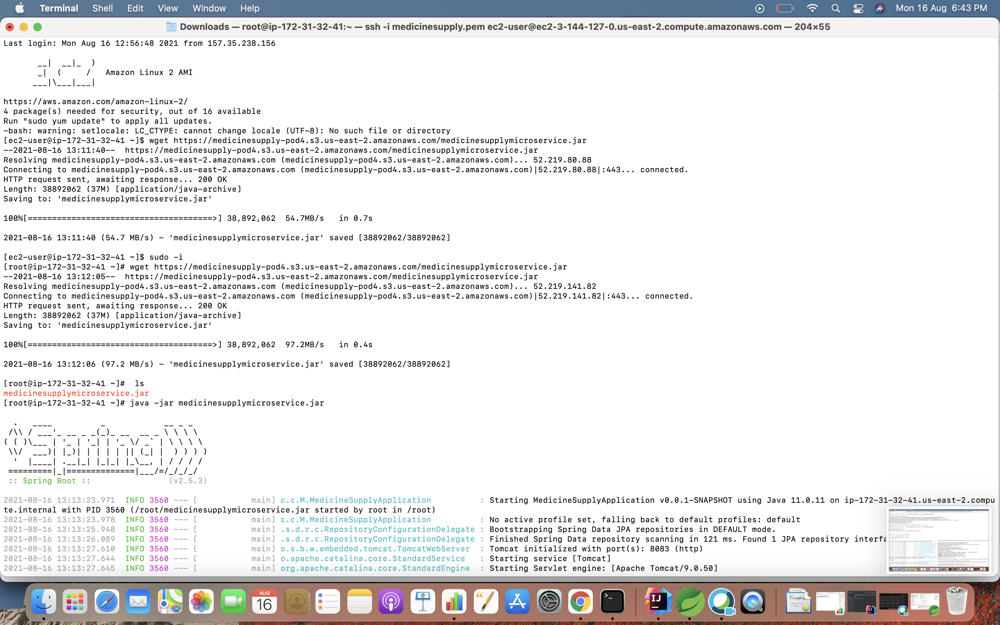 Terminal Shell Edit View Window Help Mon 16 Aug 6:43 PM
Downloads — root@ip-172-31-32-41:~ — ssh -i medicinesupply.pem ec2-user@ec2-3-144-127-0.us-east-2.compute.amazonaws.com — 204×55
Last login: Mon Aug 16 12:56:48 2021 from 157.35.238.156
       __|  __|_  )
       _|  (     /   Amazon Linux 2 AMI
      ___|\___|___|
https://aws.amazon.com/amazon-linux-2/
4 package(s) needed for security, out of 16 available
Run "sudo yum update" to apply all updates.
-bash: warning: setlocale: LC_CTYPE: cannot change locale (UTF-8): No such file or directory
[ec2-user@ip-172-31-32-41 ~]$ wget https://medicinesupply-pod4.s3.us-east-2.amazonaws.com/medicinesupplymicroservice.jar
--2021-08-16 13:11:40--  https://medicinesupply-pod4.s3.us-east-2.amazonaws.com/medicinesupplymicroservice.jar
Resolving medicinesupply-pod4.s3.us-east-2.amazonaws.com (medicinesupply-pod4.s3.us-east-2.amazonaws.com)... 52.219.80.88
Connecting to medicinesupply-pod4.s3.us-east-2.amazonaws.com (medicinesupply-pod4.s3.us-east-2.amazonaws.com)|52.219.80.88|:443... connected.
HTTP request sent, awaiting response... 200 OK
Length: 38892062 (37M) [application/java-archive]
Saving to: 'medicinesupplymicroservice.jar'
100%[======================================>] 38,892,062  54.7MB/s   in 0.7s
2021-08-16 13:11:40 (54.7 MB/s) - 'medicinesupplymicroservice.jar' saved [38892062/38892062]
[ec2-user@ip-172-31-32-41 ~]$ sudo -i
[root@ip-172-31-32-41 ~]# wget https://medicinesupply-pod4.s3.us-east-2.amazonaws.com/medicinesupplymicroservice.jar
--2021-08-16 13:12:05--  https://medicinesupply-pod4.s3.us-east-2.amazonaws.com/medicinesupplymicroservice.jar
Resolving medicinesupply-pod4.s3.us-east-2.amazonaws.com (medicinesupply-pod4.s3.us-east-2.amazonaws.com)... 52.219.141.82
Connecting to medicinesupply-pod4.s3.us-east-2.amazonaws.com (medicinesupply-pod4.s3.us-east-2.amazonaws.com)|52.219.141.82|:443... connected.
HTTP request sent, awaiting response... 200 OK
Length: 38892062 (37M) [application/java-archive]
Saving to: 'medicinesupplymicroservice.jar'
100%[======================================>] 38,892,062  97.2MB/s   in 0.4s
2021-08-16 13:12:06 (97.2 MB/s) - 'medicinesupplymicroservice.jar' saved [38892062/38892062]
[root@ip-172-31-32-41 ~]#  ls
medicinesupplymicroservice.jar
[root@ip-172-31-32-41 ~]# java -jar medicinesupplymicroservice.jar
  .   ____          _            __ _ _
 /\\ / ___'_ __ _ _(_)_ __  __ _ \ \ \ \
( ( )\___ | '_ | '_| | '_ \/ _` | \ \ \ \
 \\/  ___)| |_)| | | | | || (_| |  ) ) ) )
  '  |____| .__|_| |_|_| |_\__, | / / / /
 =========|_|==============|___/=/_/_/_/
 :: Spring Boot ::                (v2.5.3)
2021-08-16 13:13:23.971  INFO 3560 --- [           main] c.c.M.MedicineSupplyApplication          : Starting MedicineSupplyApplication v0.0.1-SNAPSHOT using Java 11.0.11 on ip-172-31-32-41.us-east-2.compu
te.internal with PID 3560 (/root/medicinesupplymicroservice.jar started by root in /root)
2021-08-16 13:13:23.978  INFO 3560 --- [           main] c.c.M.MedicineSupplyApplication          : No active profile set, falling back to default profiles: default
2021-08-16 13:13:25.948  INFO 3560 --- [           main] .s.d.r.c.RepositoryConfigurationDelegate : Bootstrapping Spring Data JPA repositories in DEFAULT mode.
2021-08-16 13:13:26.089  INFO 3560 --- [           main] .s.d.r.c.RepositoryConfigurationDelegate : Finished Spring Data repository scanning in 121 ms. Found 1 JPA repository interfa
2021-08-16 13:13:27.610  INFO 3560 --- [           main] o.s.b.w.embedded.tomcat.TomcatWebServer  : Tomcat initialized with port(s): 8083 (http)
2021-08-16 13:13:27.644  INFO 3560 --- [           main] o.apache.catalina.core.StandardService   : Starting service [Tomcat]
2021-08-16 13:13:27.645  INFO 3560 --- [           main] org.apache.catalina.core.StandardEngine  : Starting Servlet engine: [Apache Tomcat/9.0.50]
AUG
16
280
>_
IJ
Certificate
Standard
IJ